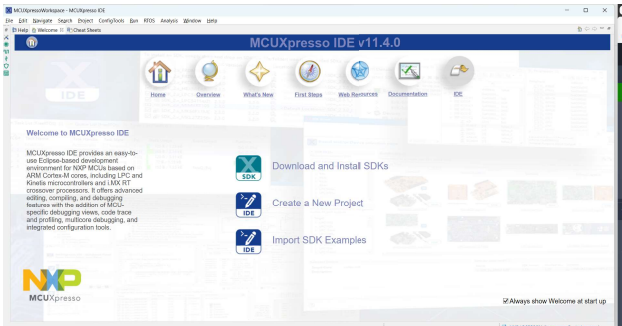 MCUXpressoWorkspace - MCUXpresso IDE
File Edit Navigate Search Project ConfigTools Run RTOS Analysis Window Help
Help Welcome Cheat Sheets
MCUXpresso IDE v11.4.0
IDE
Home Overview What's New First Steps Web Resources Documentation IDE
Welcome to MCUXpresso IDE
MCUXpresso IDE provides an easy-to-
use Eclipse-based development
environment for NXP MCUs based on
ARM Cortex-M cores, including LPC and
Kinetis microcontrollers and i.MX RT
crossover processors. It offers advanced
editing, compiling, and debugging
features with the addition of MCU-
specific debugging views, code trace
and profiling, multicore debugging, and
integrated configuration tools.
SDK Download and Install SDKs
IDE Create a New Project
IDE Import SDK Examples
NXP
MCUXpresso
Always show Welcome at start up